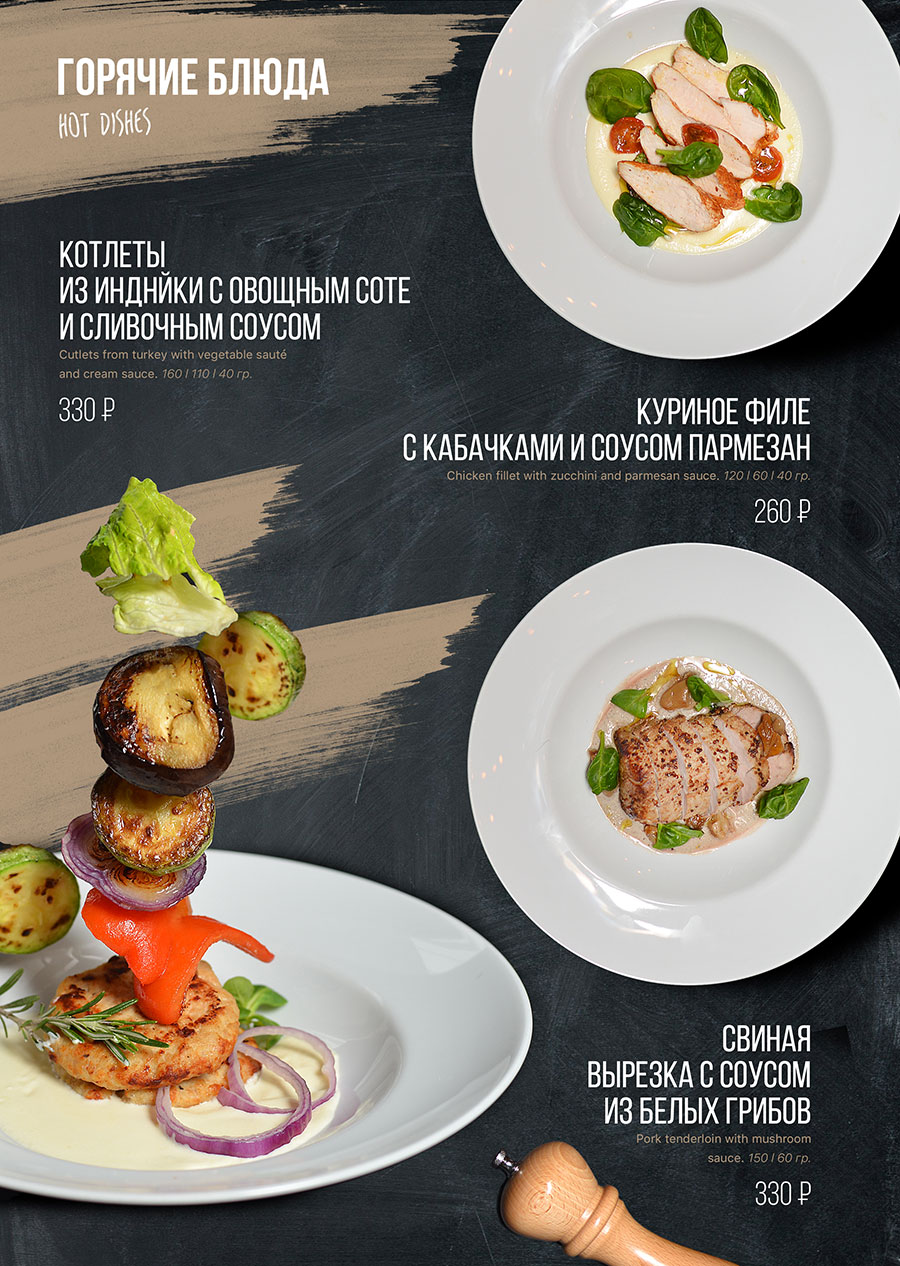 ГОРЯЧИЕ БЛЮДА
HOT DISHES
КОТЛЕТЫ
ИЗ ИНДНЙКИ С ОВОЩНЫМ СОТЕ
И СЛИВОЧНЫМ СОУСОМ
Cutlets from turkey with vegetable sauté
and cream sauce. 160 | 110 | 40 гр.
330 ₽
КУРИНОЕ ФИЛЕ
С КАБАЧКАМИ И СОУСОМ ПАРМЕЗАН
Chicken fillet with zucchini and parmesan sauce. 120 | 60 | 40 гр.
260 ₽
СВИНАЯ
ВЫРЕЗКА С СОУСОМ
ИЗ БЕЛЫХ ГРИБОВ
Pork tenderloin with mushroom
sauce. 150 | 60 гр.
330 ₽